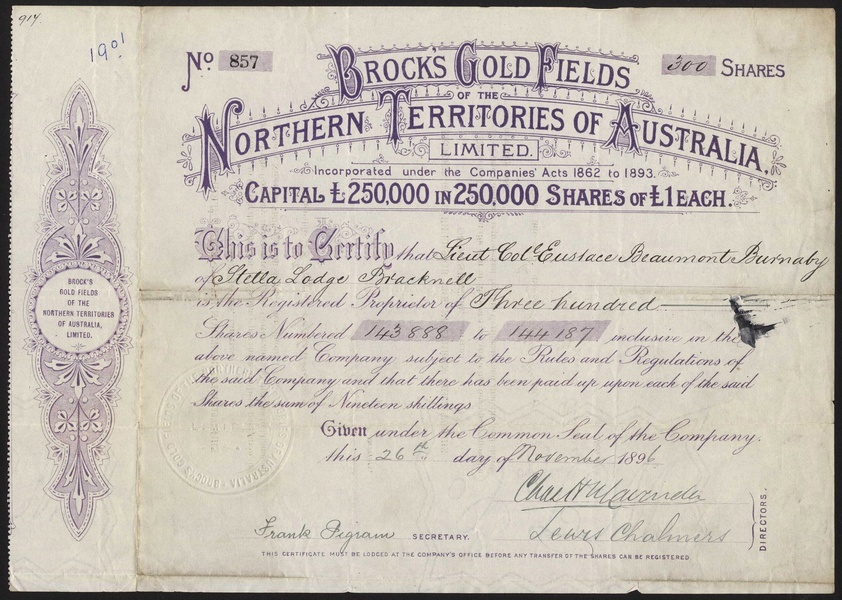 917.
1901
No 857
300 SHARES
BROCK'S GOLD FIELDS
OF THE
NORTHERN TERRITORIES OF AUSTRALIA,
LIMITED.
Incorporated under the Companies' Acts 1862 to 1893.
CAPITAL £250,000 IN 250,000 SHARES OF £1 EACH.
This is to Certify that Lieut Col Eustace Beaumont Burnaby
of Stella Lodge Bracknell
is the Registered Proprietor of Three hundred
Shares Numbered 143888 to 144187 inclusive in the
above named Company subject to the Rules and Regulations of
the said Company and that there has been paid up upon each of the said
Shares the sum of Nineteen shillings
Given under the Common Seal of the Company.
this 26th day of November 1896
Lewis Chalmers
DIRECTORS.
Frank Pigram SECRETARY.
THIS CERTIFICATE MUST BE LODGED AT THE COMPANY'S OFFICE BEFORE ANY TRANSFER OF THE SHARES CAN BE REGISTERED.
BROCK'S
GOLD FIELDS
OF THE
NORTHERN TERRITORIES
OF AUSTRALIA,
LIMITED.